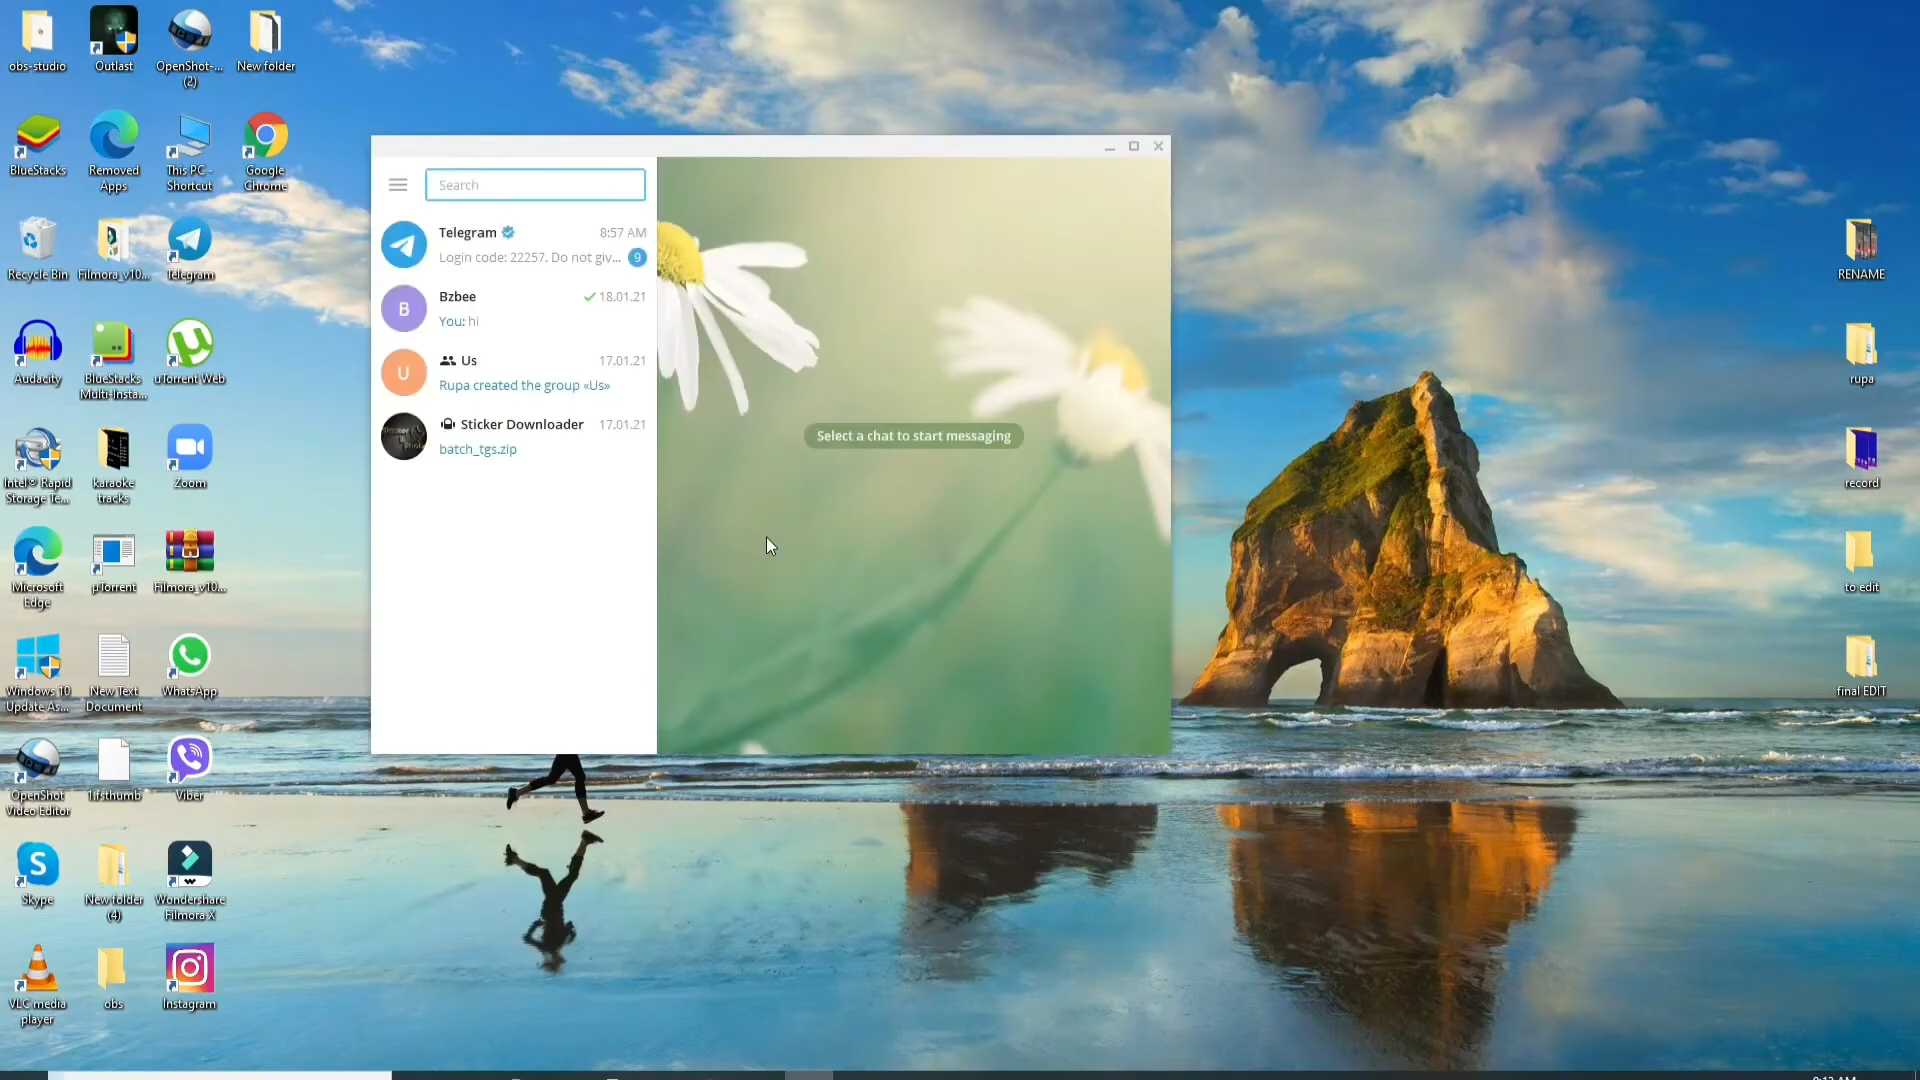 obs-studio
Outlast
OpenShot-...
(2)
New folder
BlueStacks
Removed
Apps
This PC -
Shortcut
Google
Chrome
Recycle Bin
Filmora_v10...
Telegram
Audacity
BlueStacks
Multi-Insta...
uTorrent Web
Intel® Rapid
Storage Te...
karaoke
tracks
Zoom
Microsoft
Edge
µTorrent
Filmora_v10...
Windows 10
Update As...
New Text
Document
WhatsApp
OpenShot
Video Editor
1.fsthumb
Viber
Skype
New folder
(4)
Wondershare
Filmora X
VLC media
player
obs
Instagram
Search
Telegram 8:57 AM
Login code: 22257. Do not giv... 9
B
Bzbee 18.01.21
You: hi
U
Us 17.01.21
Rupa created the group «Us»
Sticker Downloader 17.01.21
batch_tgs.zip
Select a chat to start messaging
RENAME
rupa
record
to edit
final EDIT